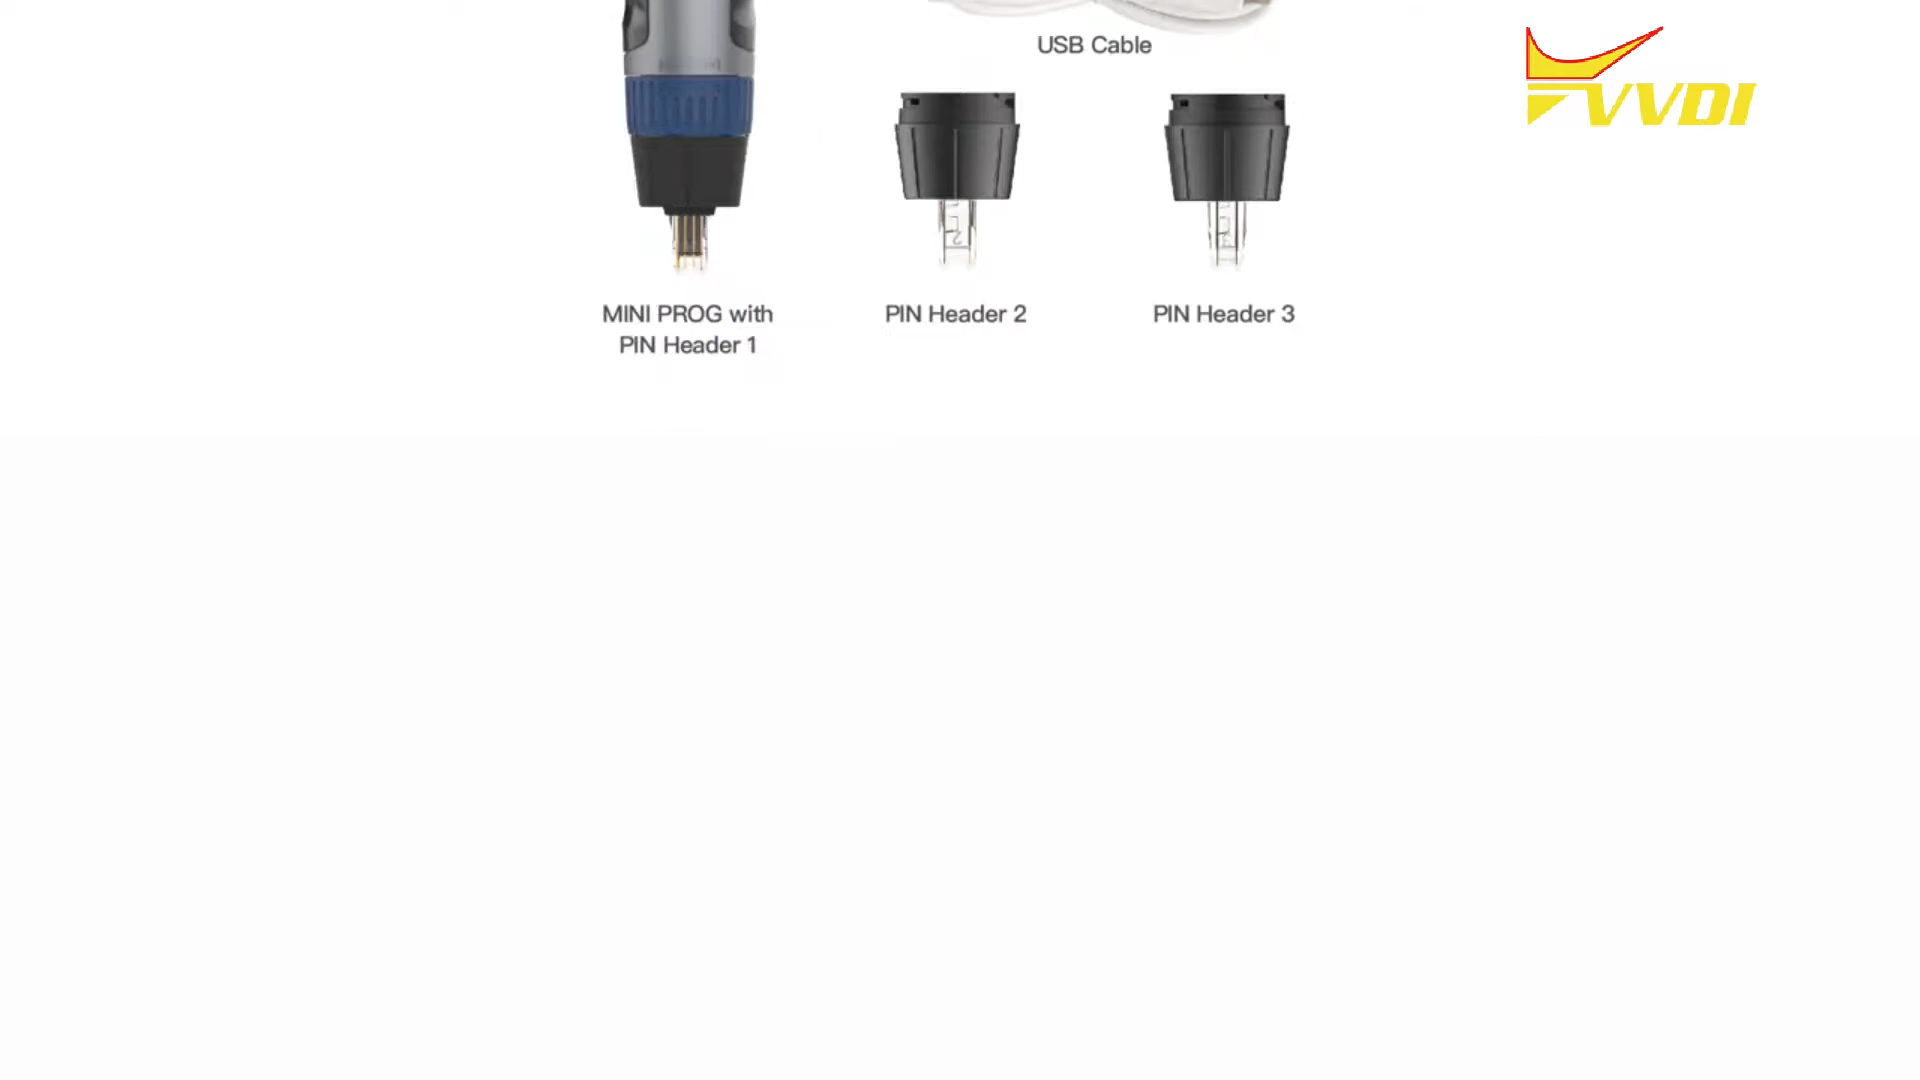 USB Cable
VVDI
MINI PROG with
PIN Header 1
PIN Header 2
PIN Header 3